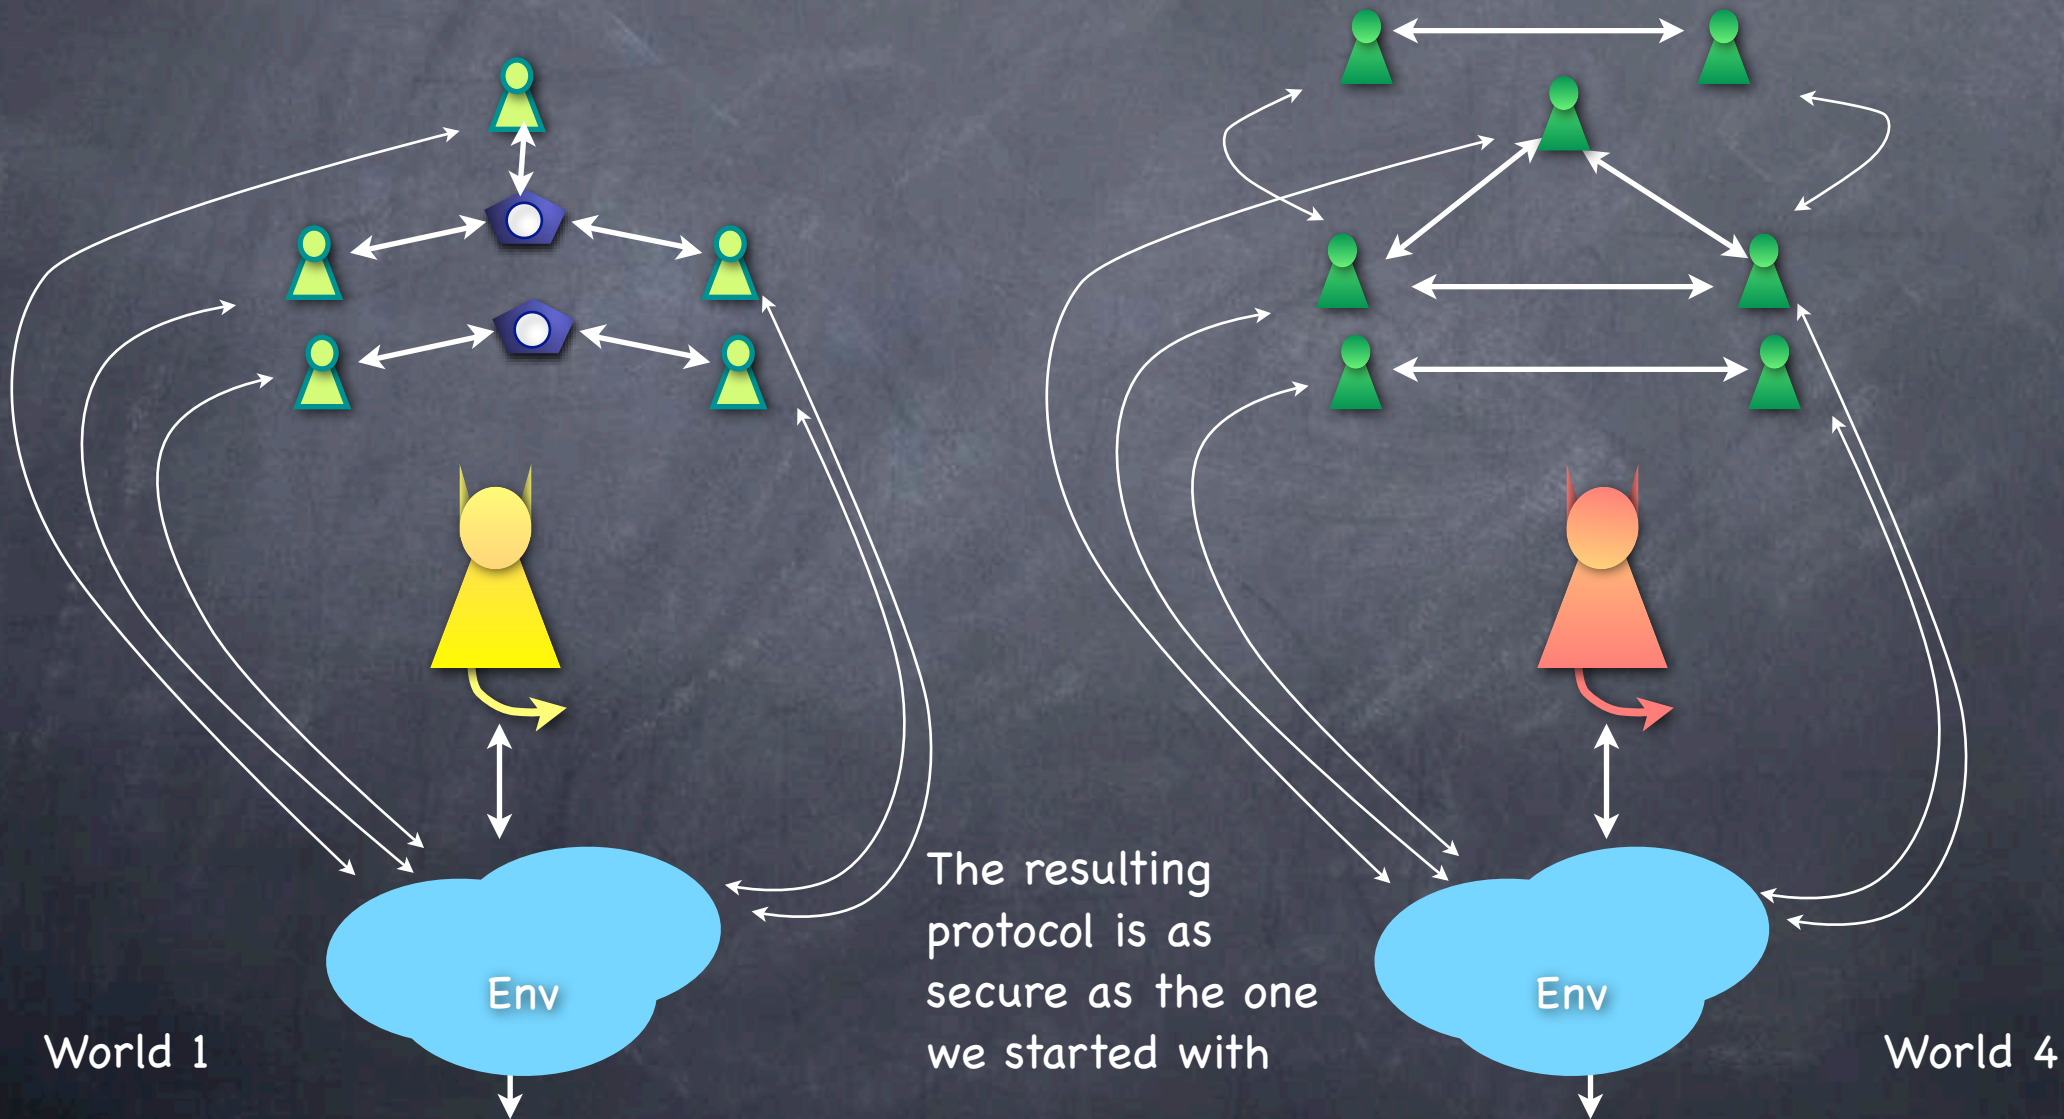 The resulting
protocol is as
secure as the one
we started with
Env
Env
World 1
World 4